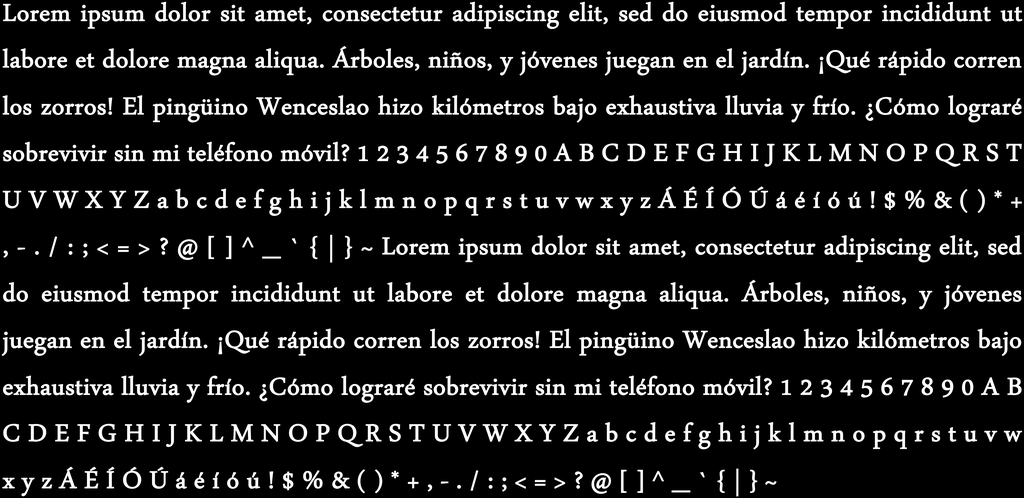 Lorem ipsum dolor sit amet, consectetur adipiscing elit, sed do eiusmod tempor incididunt ut
labore et dolore magna aliqua. Árboles, niños, y jóvenes juegan en el jardín. ¡Qué rápido corren
los zorros! El pingüino Wenceslao hizo kilómetros bajo exhaustiva lluvia y frío. ¿Cómo lograré
sobrevivir sin mi teléfono móvil? 1 2 3 4 5 6 7 8 9 0 A B C D E F G H I J K L M N O P Q R S T
U V W X Y Z a b c d e f g h i j k l m n o p q r s t u v w x y z Á É Í Ó Ú á é í ó ú ! $ % & ( ) * +
, - . / : ; < = > ? @ [ ] ^ _ ` { | } ~ Lorem ipsum dolor sit amet, consectetur adipiscing elit, sed
do eiusmod tempor incididunt ut labore et dolore magna aliqua. Árboles, niños, y jóvenes
juegan en el jardín. ¡Qué rápido corren los zorros! El pingüino Wenceslao hizo kilómetros bajo
exhaustiva lluvia y frío. ¿Cómo lograré sobrevivir sin mi teléfono móvil? 1 2 3 4 5 6 7 8 9 0 A B
C D E F G H I J K L M N O P Q R S T U V W X Y Z a b c d e f g h i j k l m n o p q r s t u v w
x y z Á É Í Ó Ú á é í ó ú ! $ % & ( ) * + , - . / : ; < = > ? @ [ ] ^ _ ` { | } ~